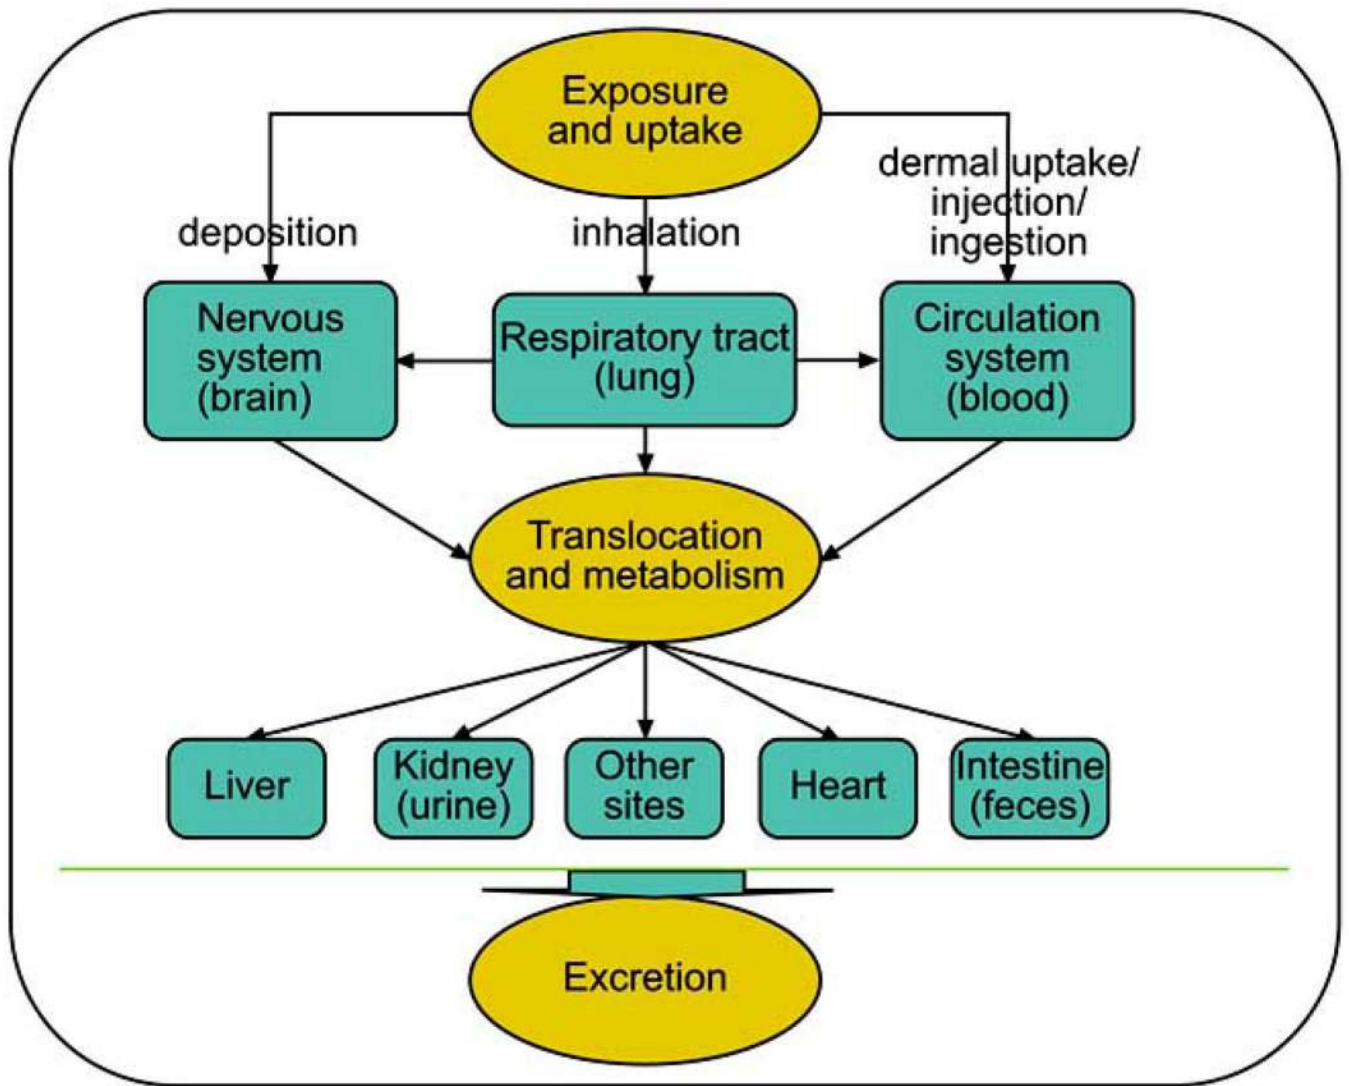 Exposure
and uptake
deposition
inhalation
dermal uptake/
injection/
ingestion
Nervous
system
(brain)
Respiratory tract
(lung)
Circulation
system
(blood)
Translocation
and metabolism
Liver
Kidney
(urine)
Other
sites
Heart
Intestine
(feces)
Excretion